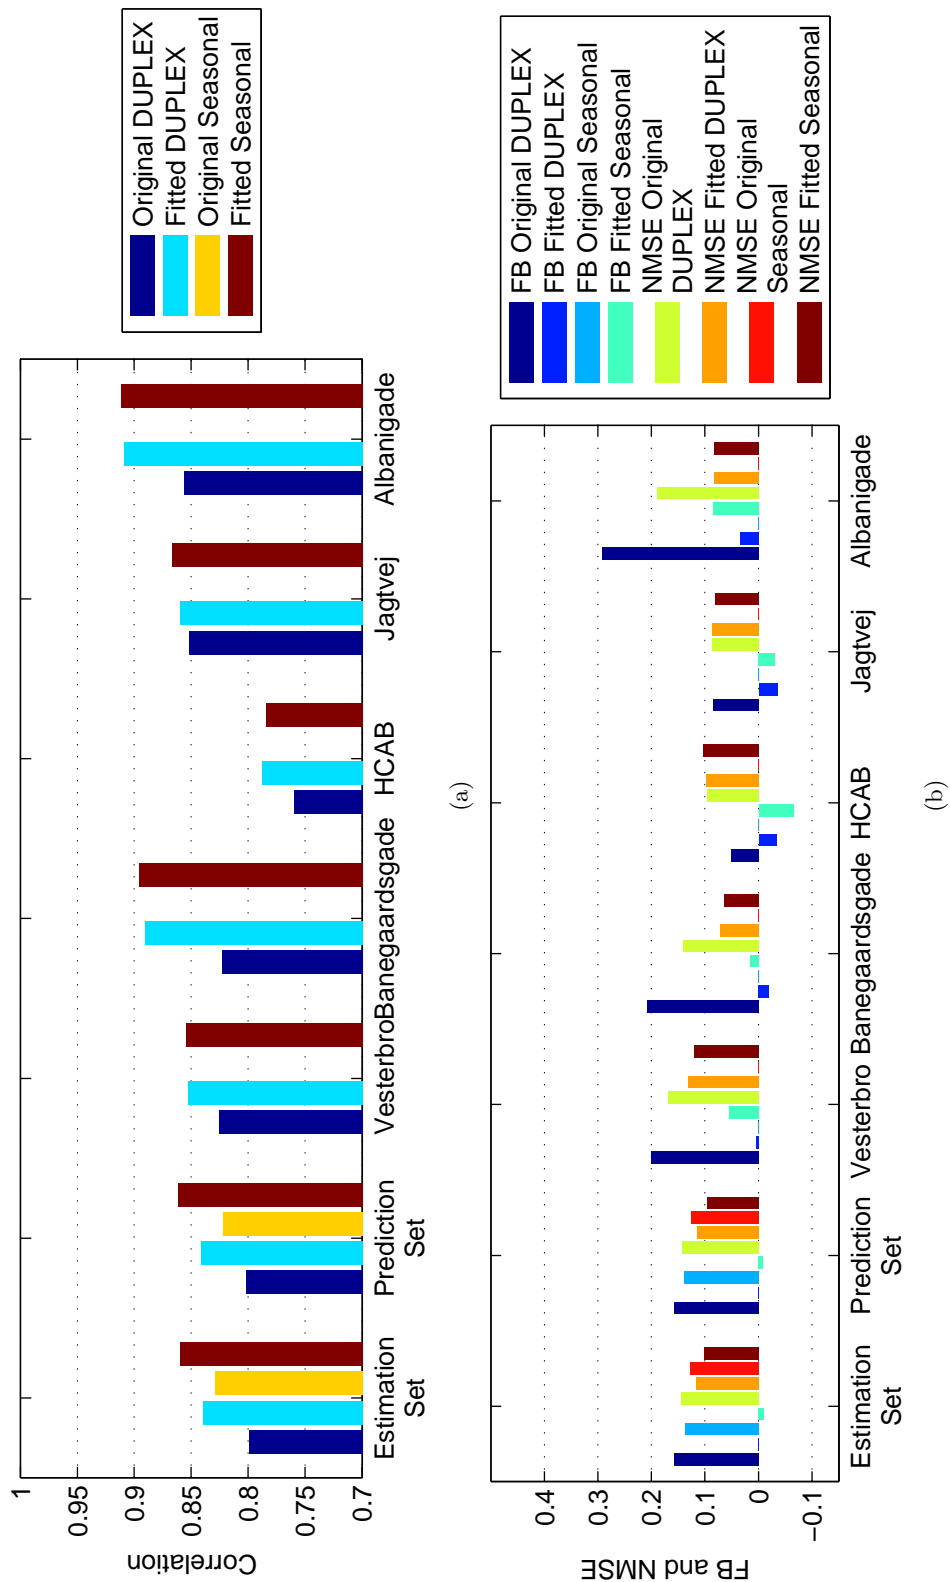 Correlation
1
0.95
0.9
0.85
0.8
0.75
0.7
Estimation
Set
Prediction
Set
Vesterbro
Banegaardsgade
HCAB
Jagtvej
Albanigade
Original DUPLEX
Fitted DUPLEX
Original Seasonal
Fitted Seasonal
(a)
FB and NMSE
0.4
0.3
0.2
0.1
0
−0.1
Estimation
Set
Prediction
Set
Vesterbro
Banegaardsgade
HCAB
Jagtvej
Albanigade
FB Original DUPLEX
FB Fitted DUPLEX
FB Original Seasonal
FB Fitted Seasonal
NMSE Original
DUPLEX
NMSE Fitted DUPLEX
NMSE Original
Seasonal
NMSE Fitted Seasonal
(b)